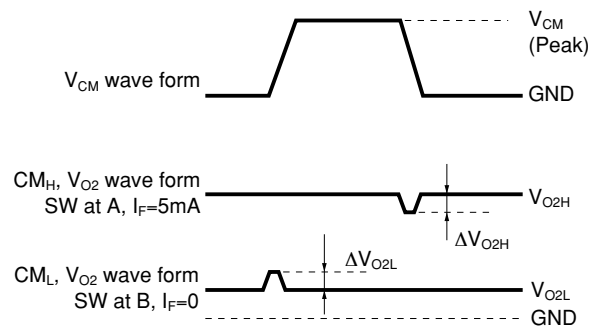 V_CM
(Peak)
V_CM wave form
GND
CM_H, V_O2 wave form
SW at A, I_F=5mA
V_O2H
ΔV_O2H
CM_L, V_O2 wave form
SW at B, I_F=0
ΔV_O2L
V_O2L
GND